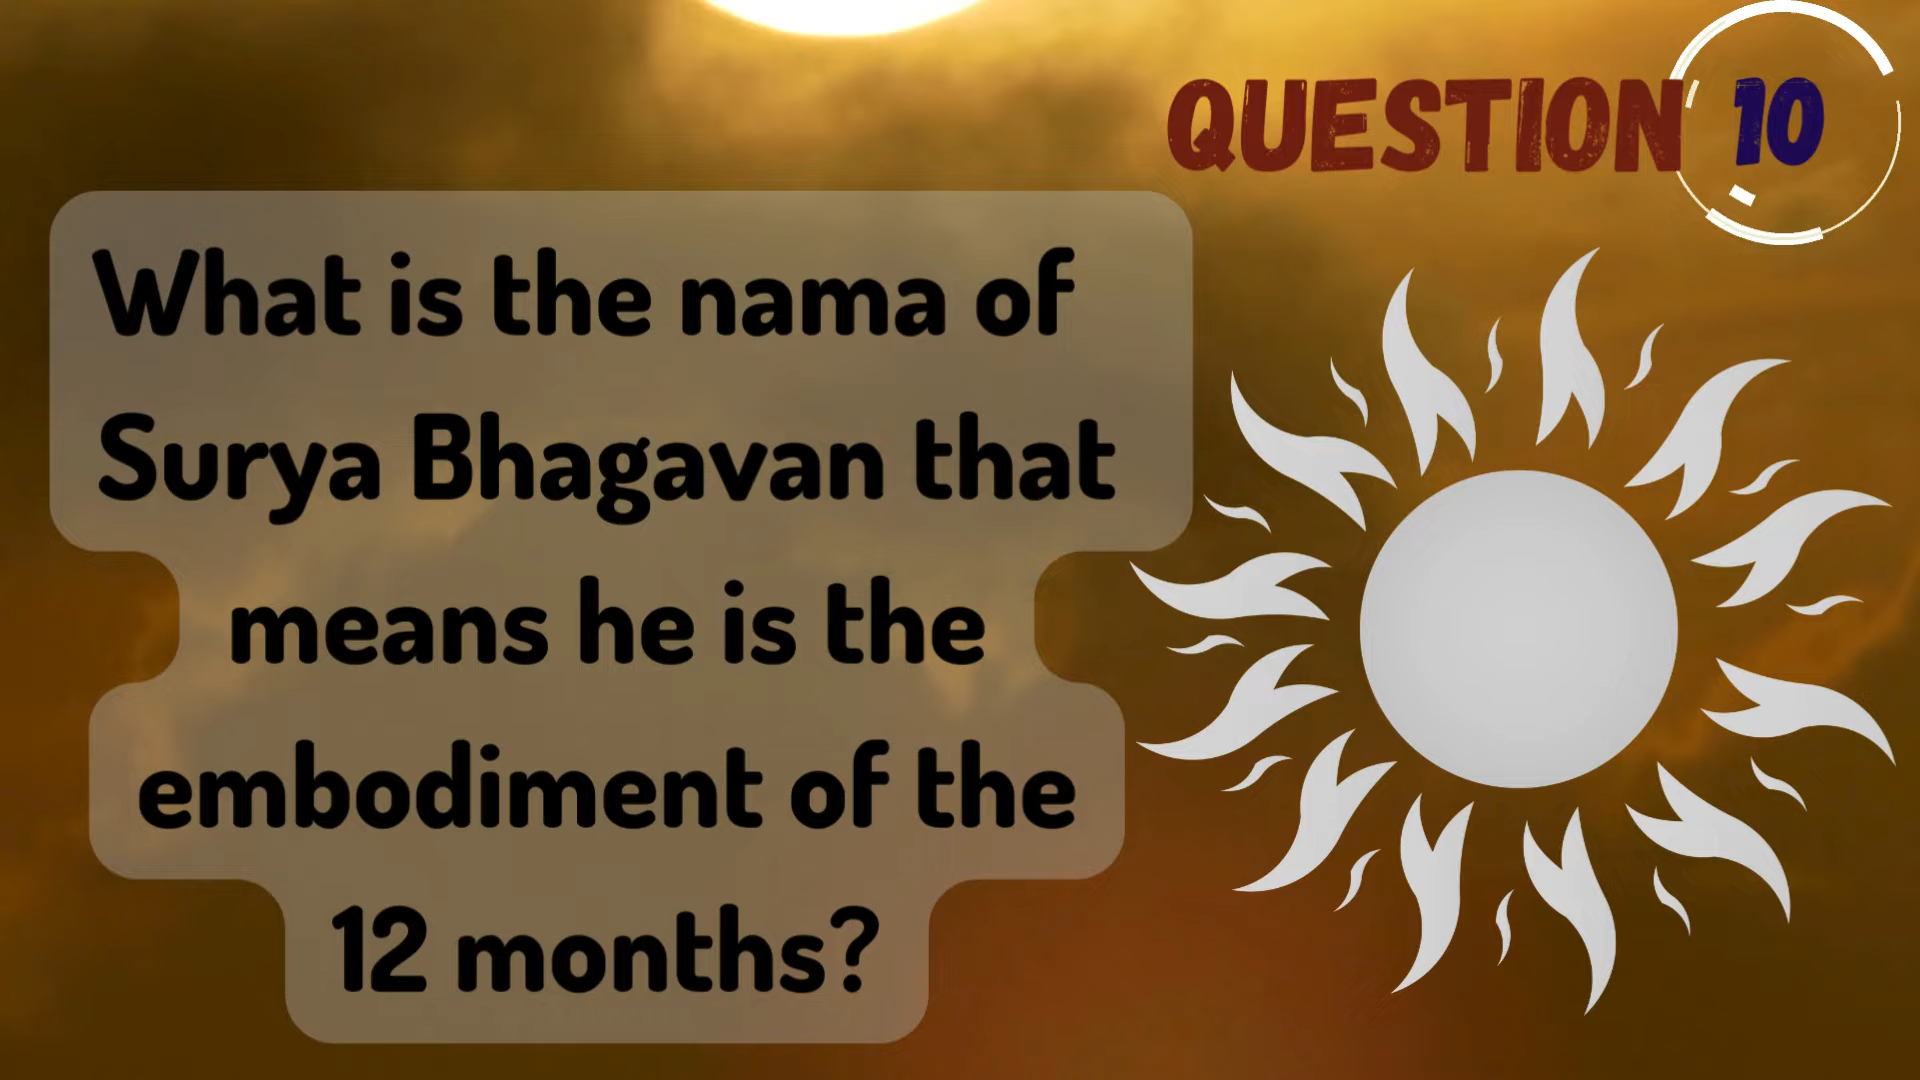 QUESTION 10
What is the nama of
Surya Bhagavan that
means he is the
embodiment of the
12 months?